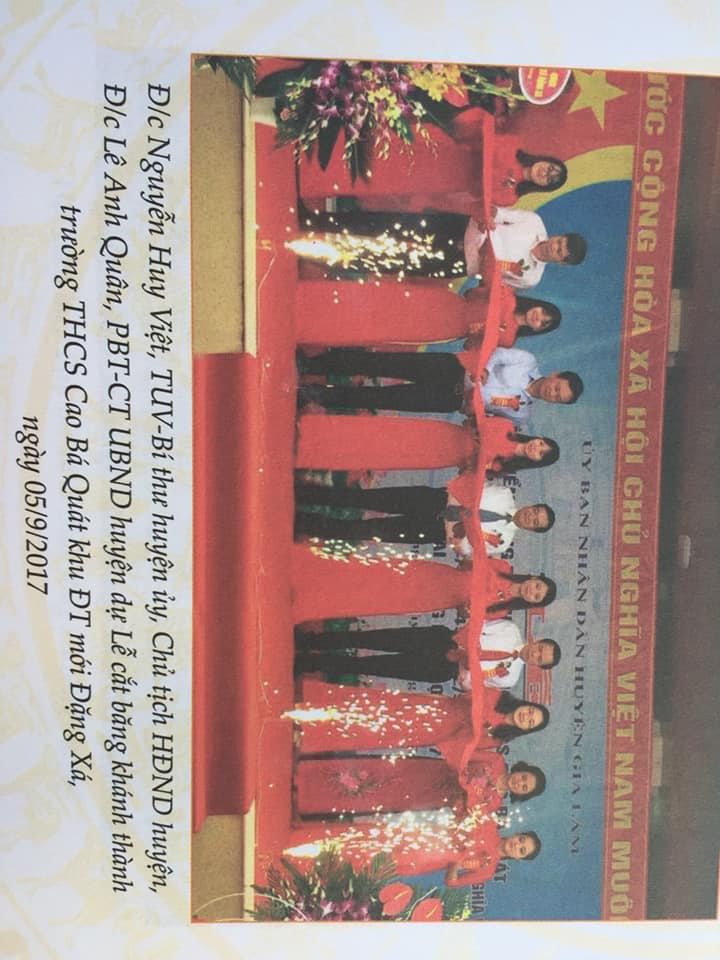 ƯỚC CỘNG HÒA XÃ HỘI CHỦ NGHĨA VIỆT NAM MUÔ
ỦY BAN NHÂN DÂN HUYỆN GIA LÂM
Đ/c Nguyễn Huy Việt, TUV-Bí thư huyện ủy, Chủ tịch HĐND huyện,
Đ/c Lê Anh Quân, PBT-CT UBND huyện dự Lễ cắt băng khánh thành
trường THCS Cao Bá Quát khu ĐT mới Đặng Xá,
ngày 05/9/2017